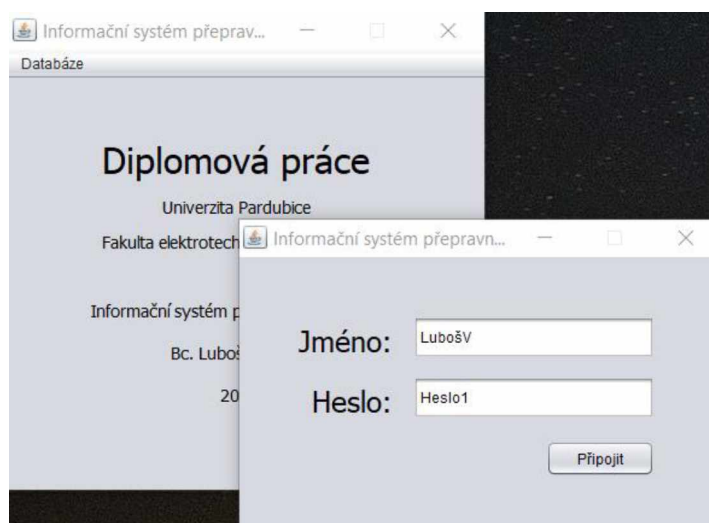 Informační systém přeprav...
Databáze
Diplomová práce
Univerzita Pardubice
Fakulta elektrotech
Informační systém
Bc. Luboš
20
Informační systém přepravn...
Jméno:
LubošV
Heslo:
Heslo1
Připojit